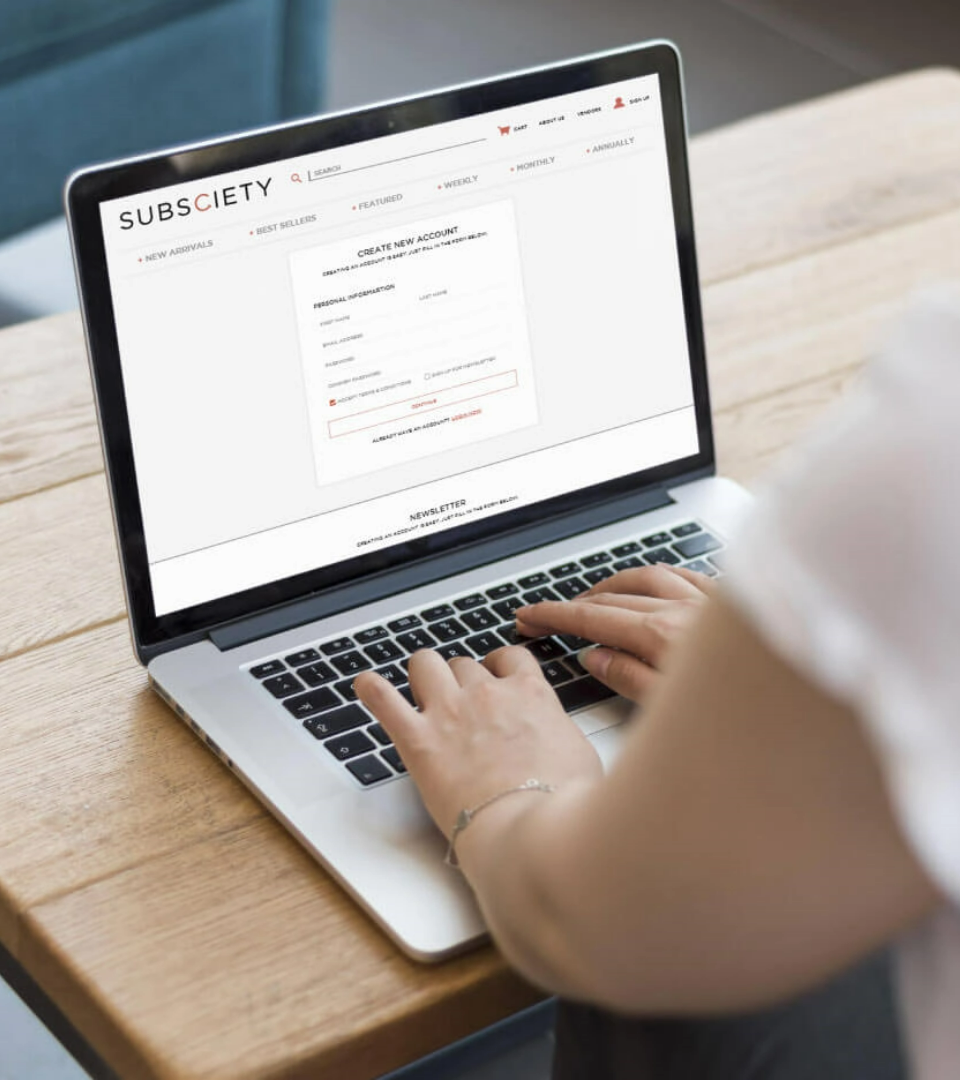 CART
ABOUT US
VENDORS
SIGN UP
SEARCH
SUBSCIETY
NEW ARRIVALS
BEST SELLERS
FEATURED
WEEKLY
MONTHLY
ANNUALLY
CREATE NEW ACCOUNT
CREATING AN ACCOUNT IS EASY. JUST FILL IN THE FORM BELOW.
PERSONAL INFORMARTION
FIRST NAME
LAST NAME
EMAIL ADDRESS
PASSWORD
CONFIRM PASSWORD
ACCEPT TERMS & CONDITIONS
SIGN UP FOR NEWSLETTER
CONTINUE
ALREADY HAVE AN ACCOUNT?
NEWSLETTER
CREATING AN ACCOUNT IS EASY. JUST FILL IN THE FORM BELOW.